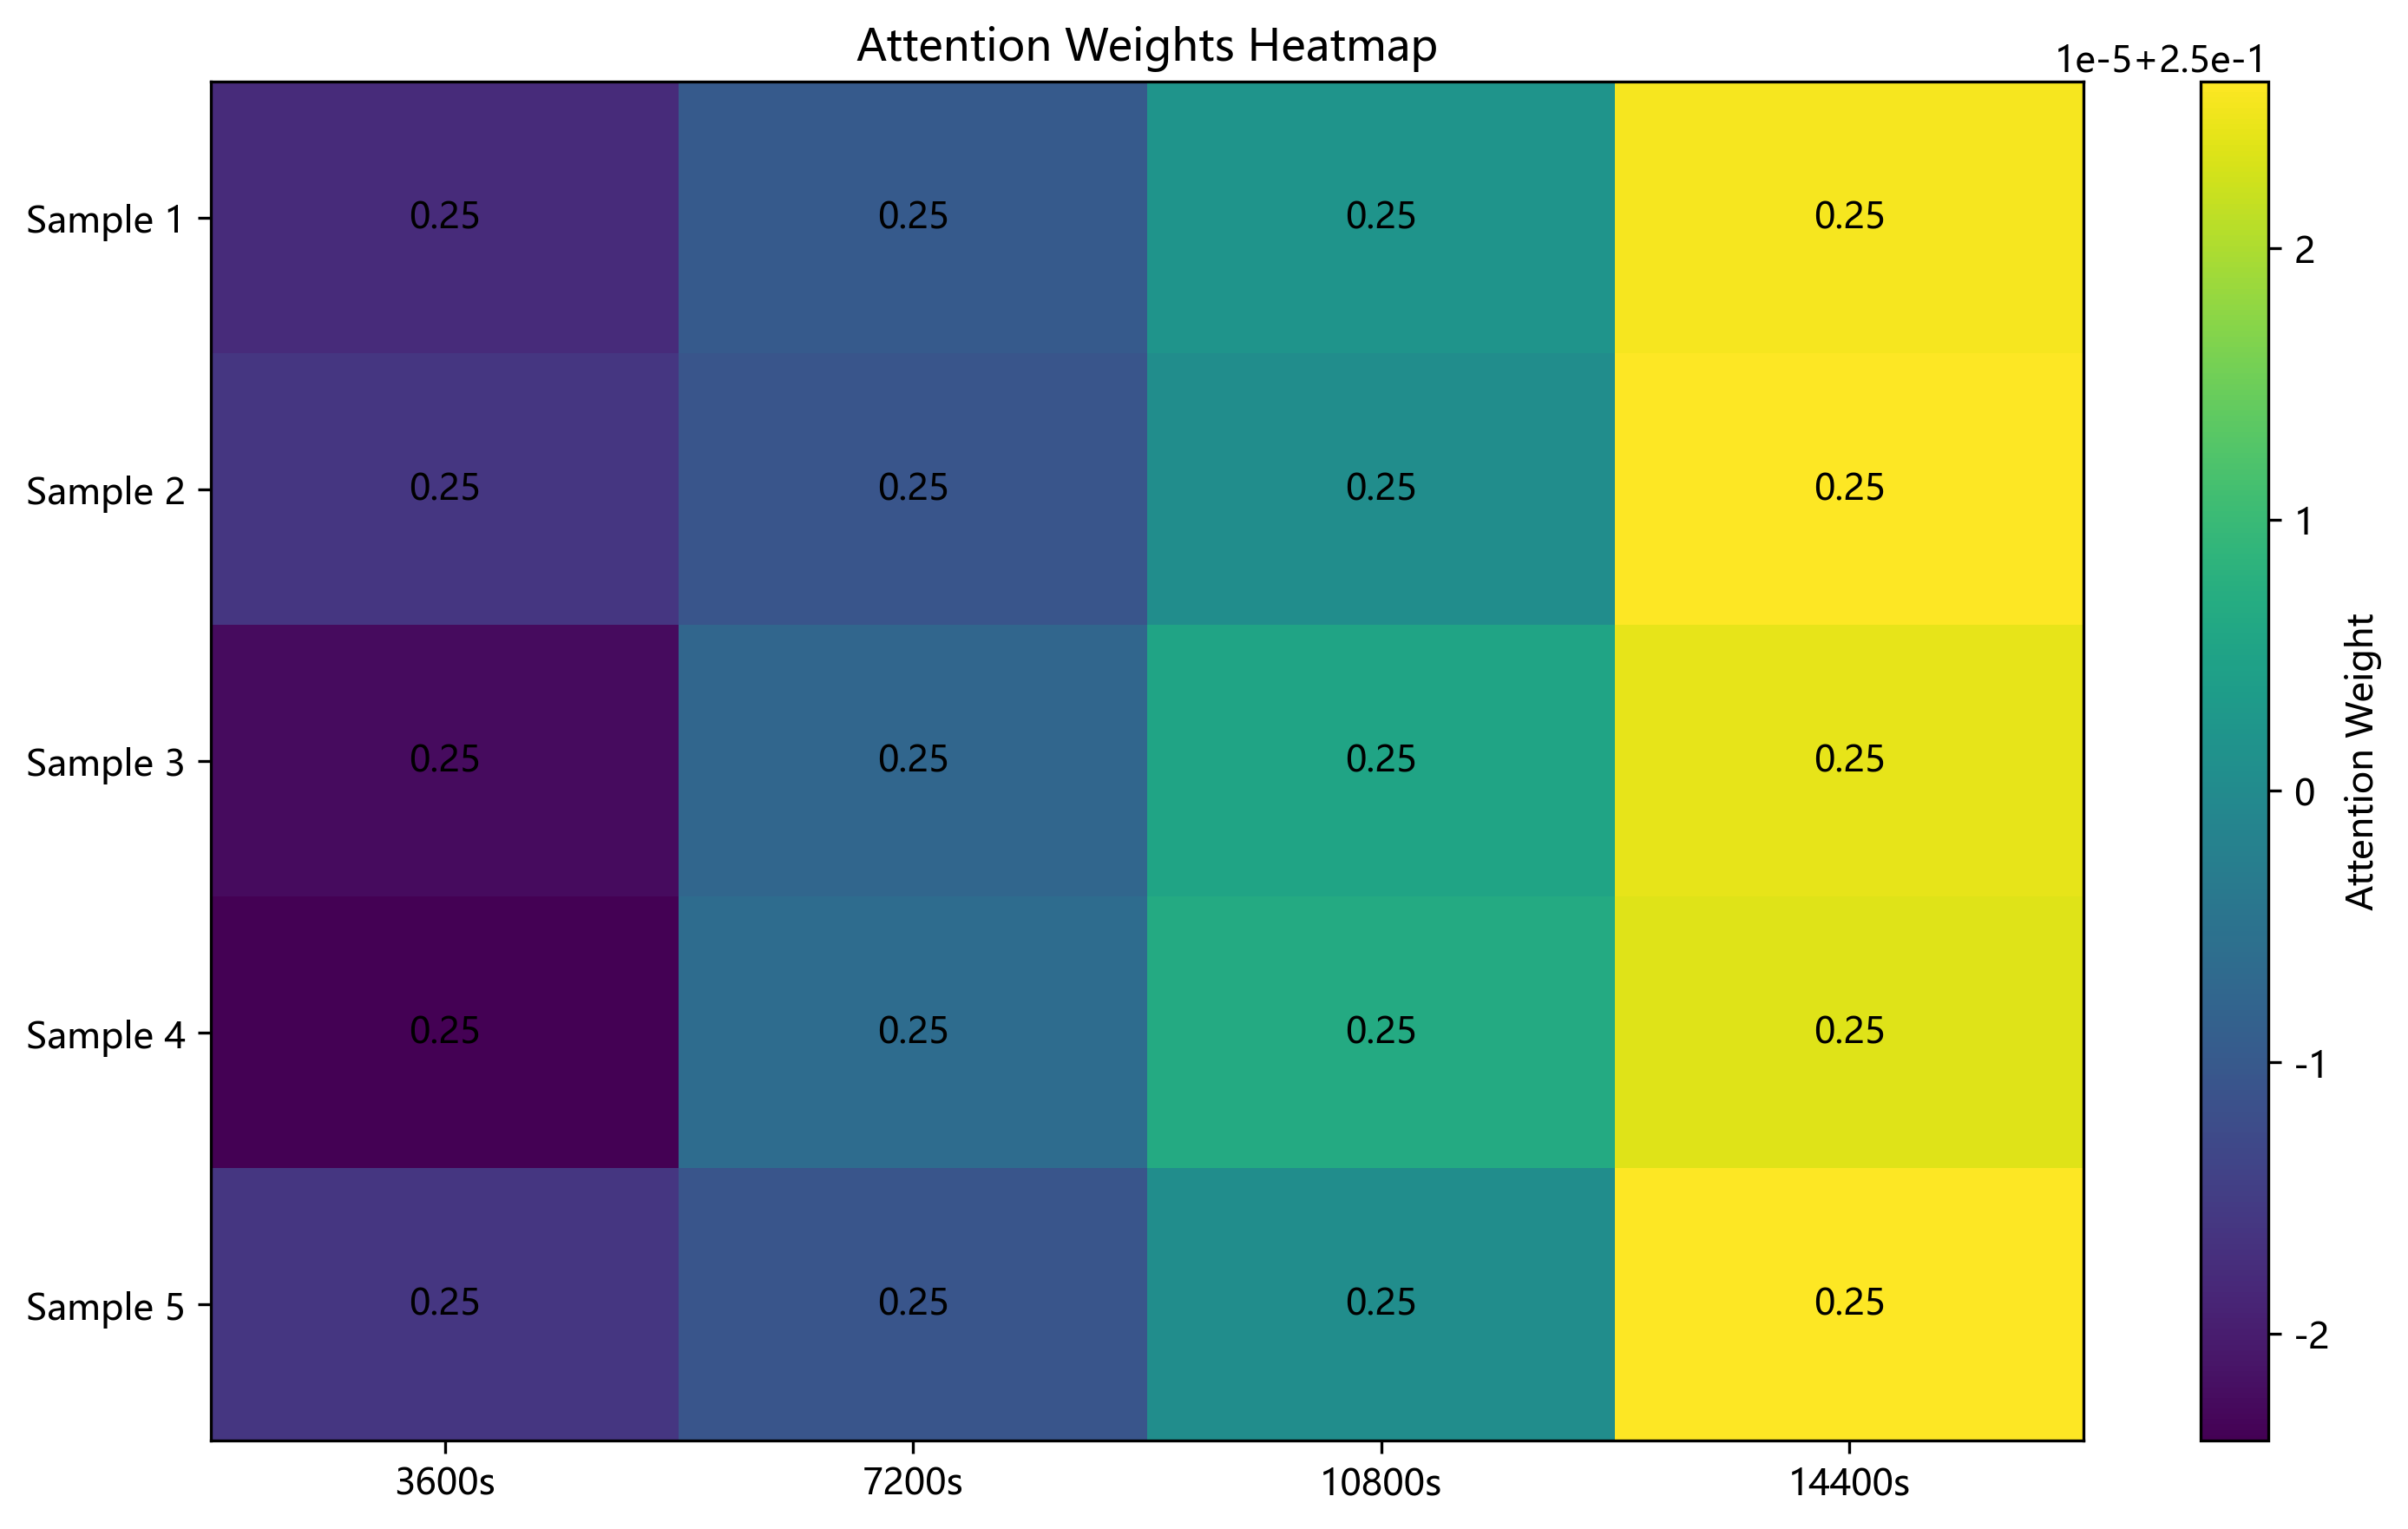 Attention Weights Heatmap
1e-5+2.5e-1
Sample 1 0.25 0.25 0.25 0.25
Sample 2 0.25 0.25 0.25 0.25
Sample 3 0.25 0.25 0.25 0.25
Sample 4 0.25 0.25 0.25 0.25
Sample 5 0.25 0.25 0.25 0.25
3600s 7200s 10800s 14400s
2
1
0
-1
-2
Attention Weight